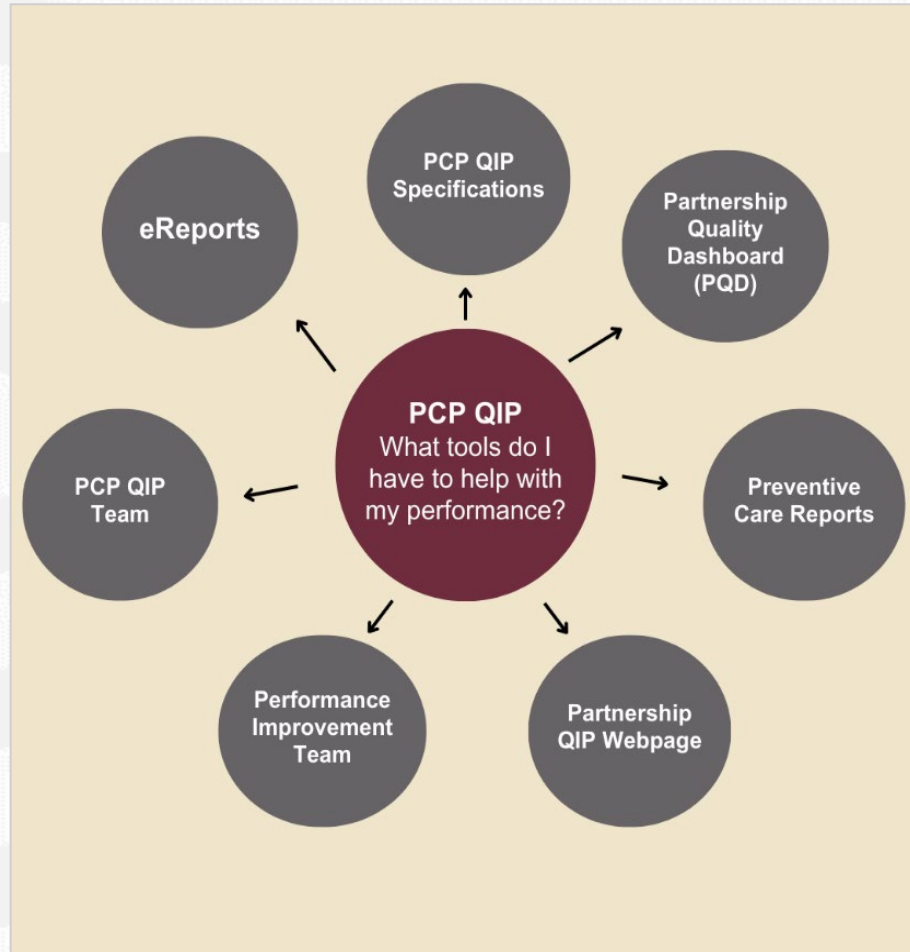 PCP QIP
What tools do I
have to help with
my performance?
PCP QIP
Specifications
Partnership
Quality
Dashboard
(PQD)
Preventive
Care Reports
Partnership
QIP Webpage
Performance
Improvement
Team
PCP QIP
Team
eReports